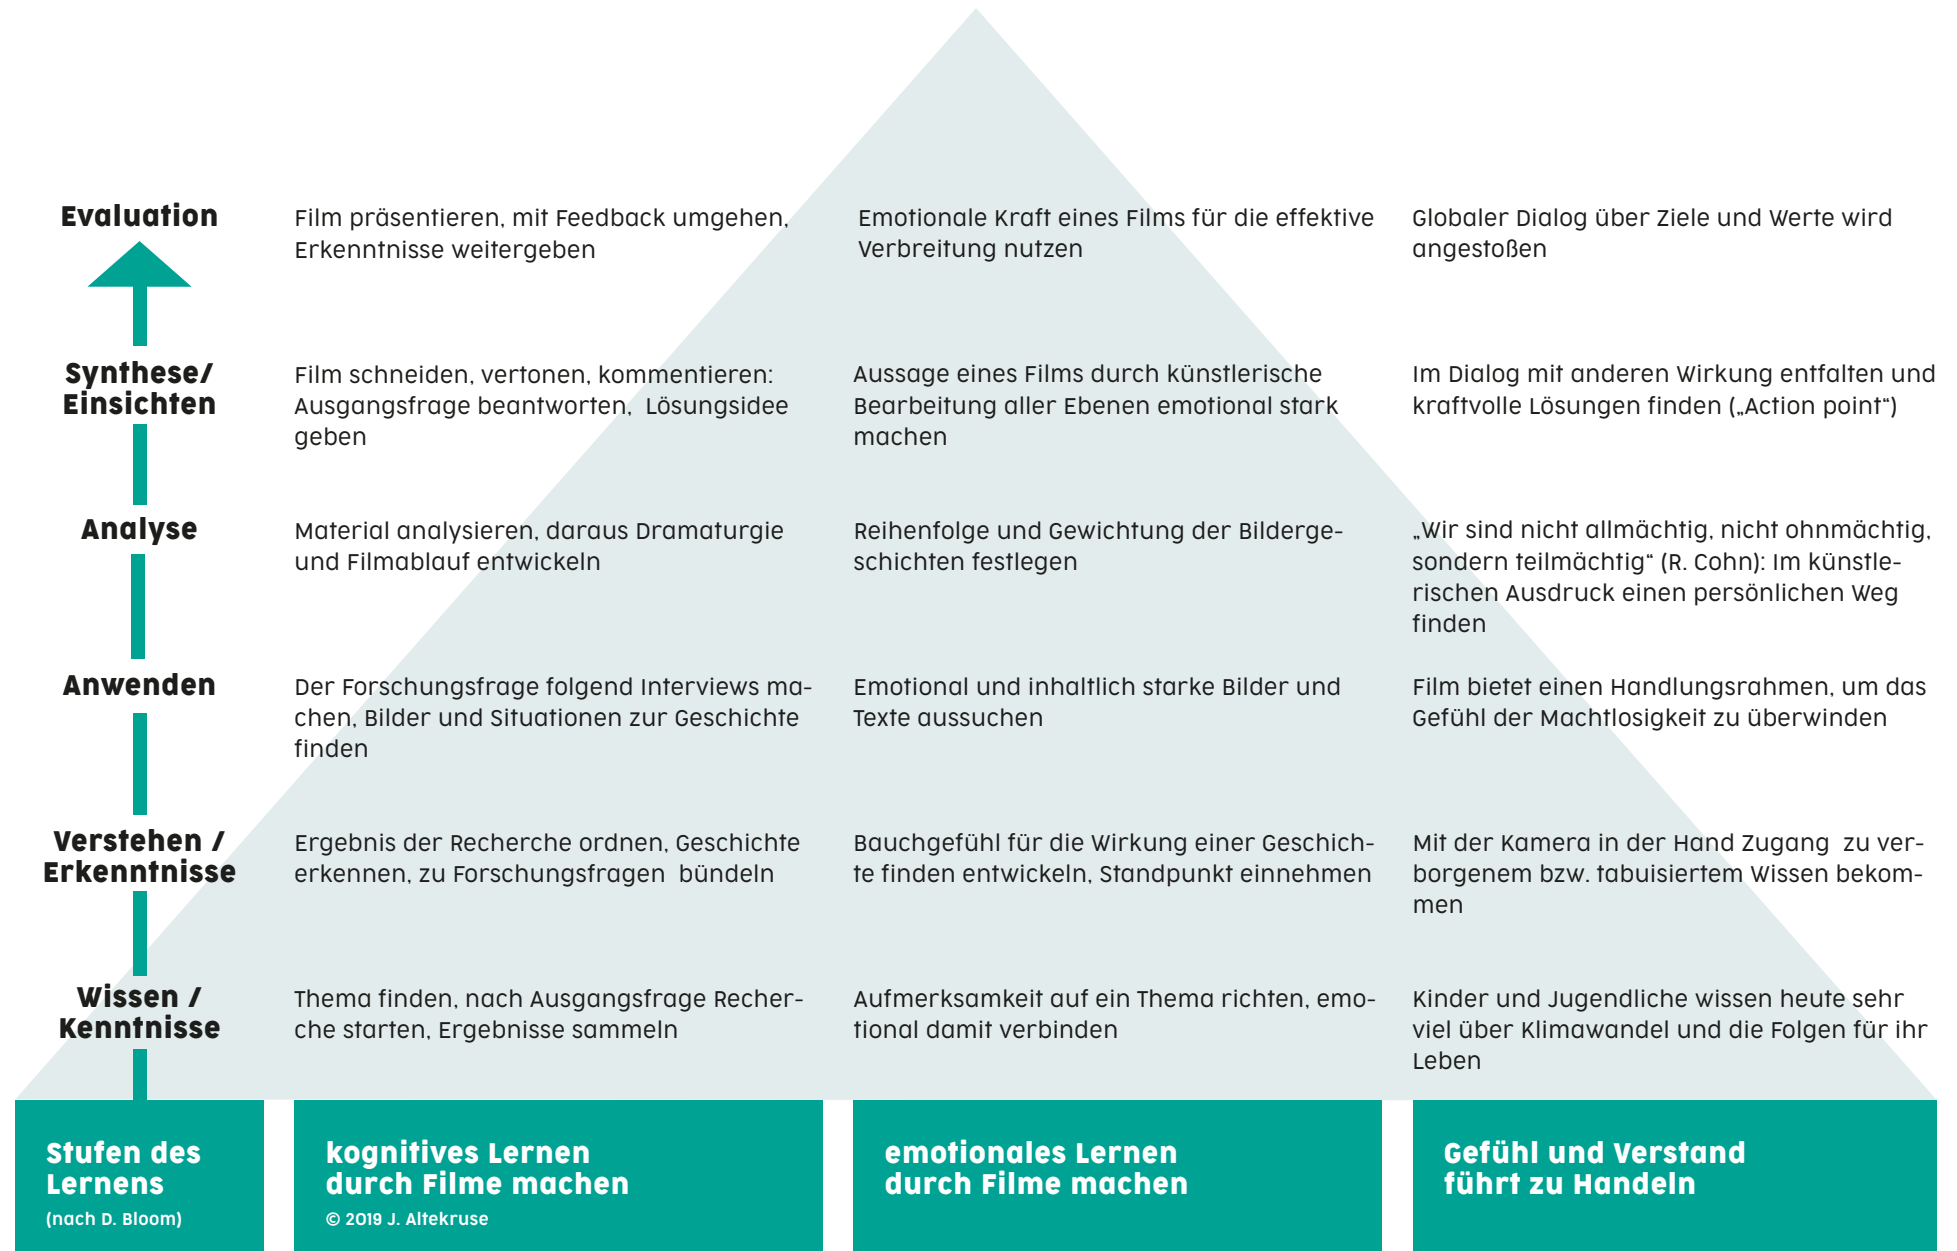 Evaluation
Film präsentieren, mit Feedback umgehen,
Erkenntnisse weitergeben
Emotionale Kraft eines Films für die effektive
Verbreitung nutzen
Globaler Dialog über Ziele und Werte wird
angestoßen
Synthese/
Einsichten
Film schneiden, vertonen, kommentieren:
Ausgangsfrage beantworten, Lösungsidee
geben
Aussage eines Films durch künstlerische
Bearbeitung aller Ebenen emotional stark
machen
Im Dialog mit anderen Wirkung entfalten und
kraftvolle Lösungen finden („Action point“)
Analyse
Material analysieren, daraus Dramaturgie
und Filmablauf entwickeln
Reihenfolge und Gewichtung der Bilderge-
schichten festlegen
„Wir sind nicht allmächtig, nicht ohnmächtig,
sondern teilmächtig“ (R. Cohn): Im künstle-
rischen Ausdruck einen persönlichen Weg
finden
Anwenden
Der Forschungsfrage folgend Interviews ma-
chen, Bilder und Situationen zur Geschichte
finden
Emotional und inhaltlich starke Bilder und
Texte aussuchen
Film bietet einen Handlungsrahmen, um das
Gefühl der Machtlosigkeit zu überwinden
Verstehen /
Erkenntnisse
Ergebnis der Recherche ordnen, Geschichte
erkennen, zu Forschungsfragen bündeln
Bauchgefühl für die Wirkung einer Geschich-
te finden entwickeln, Standpunkt einnehmen
Mit der Kamera in der Hand Zugang zu ver-
borgenem bzw. tabuisiertem Wissen bekom-
men
Wissen /
Kenntnisse
Thema finden, nach Ausgangsfrage Recher-
che starten, Ergebnisse sammeln
Aufmerksamkeit auf ein Thema richten, emo-
tional damit verbinden
Kinder und Jugendliche wissen heute sehr
viel über Klimawandel und die Folgen für ihr
Leben
Stufen des
Lernens
(nach D. Bloom)
kognitives Lernen
durch Filme machen
© 2019 J. Altekruse
emotionales Lernen
durch Filme machen
Gefühl und Verstand
führt zu Handeln